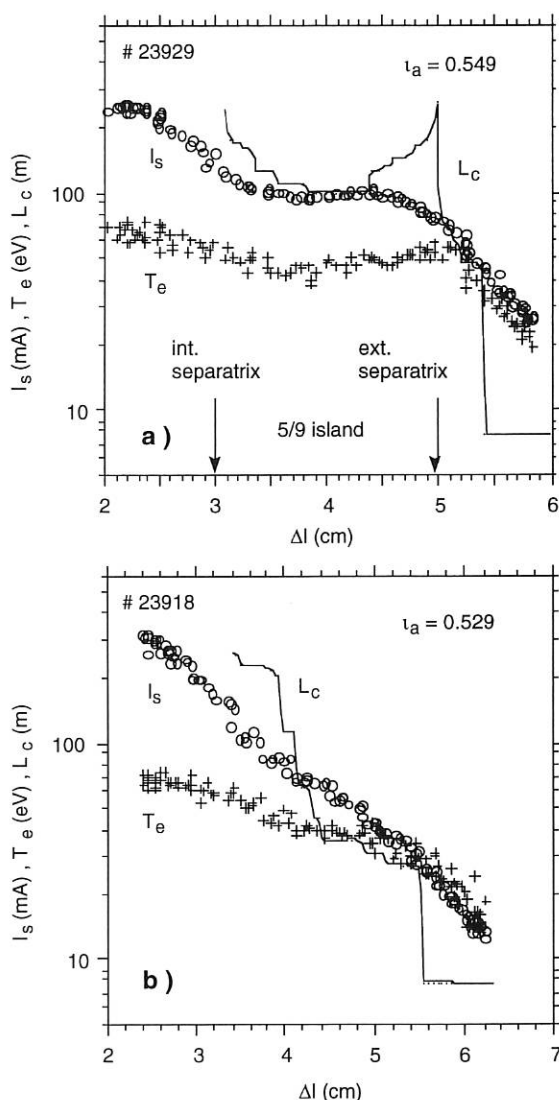 a
# 23929
ιa = 0.549
100
Is
Lc
Te
int.
separatrix
ext.
separatrix
10
a )
5/9 island
Is (mA) , Te (eV) , Lc (m)
2 3 4 5 6
Δl (cm)
# 23918
ιa = 0.529
Is
Lc
100
Te
10
b )
Is (mA) , Te (eV) , Lc (m)
2 3 4 5 6 7
Δl (cm)